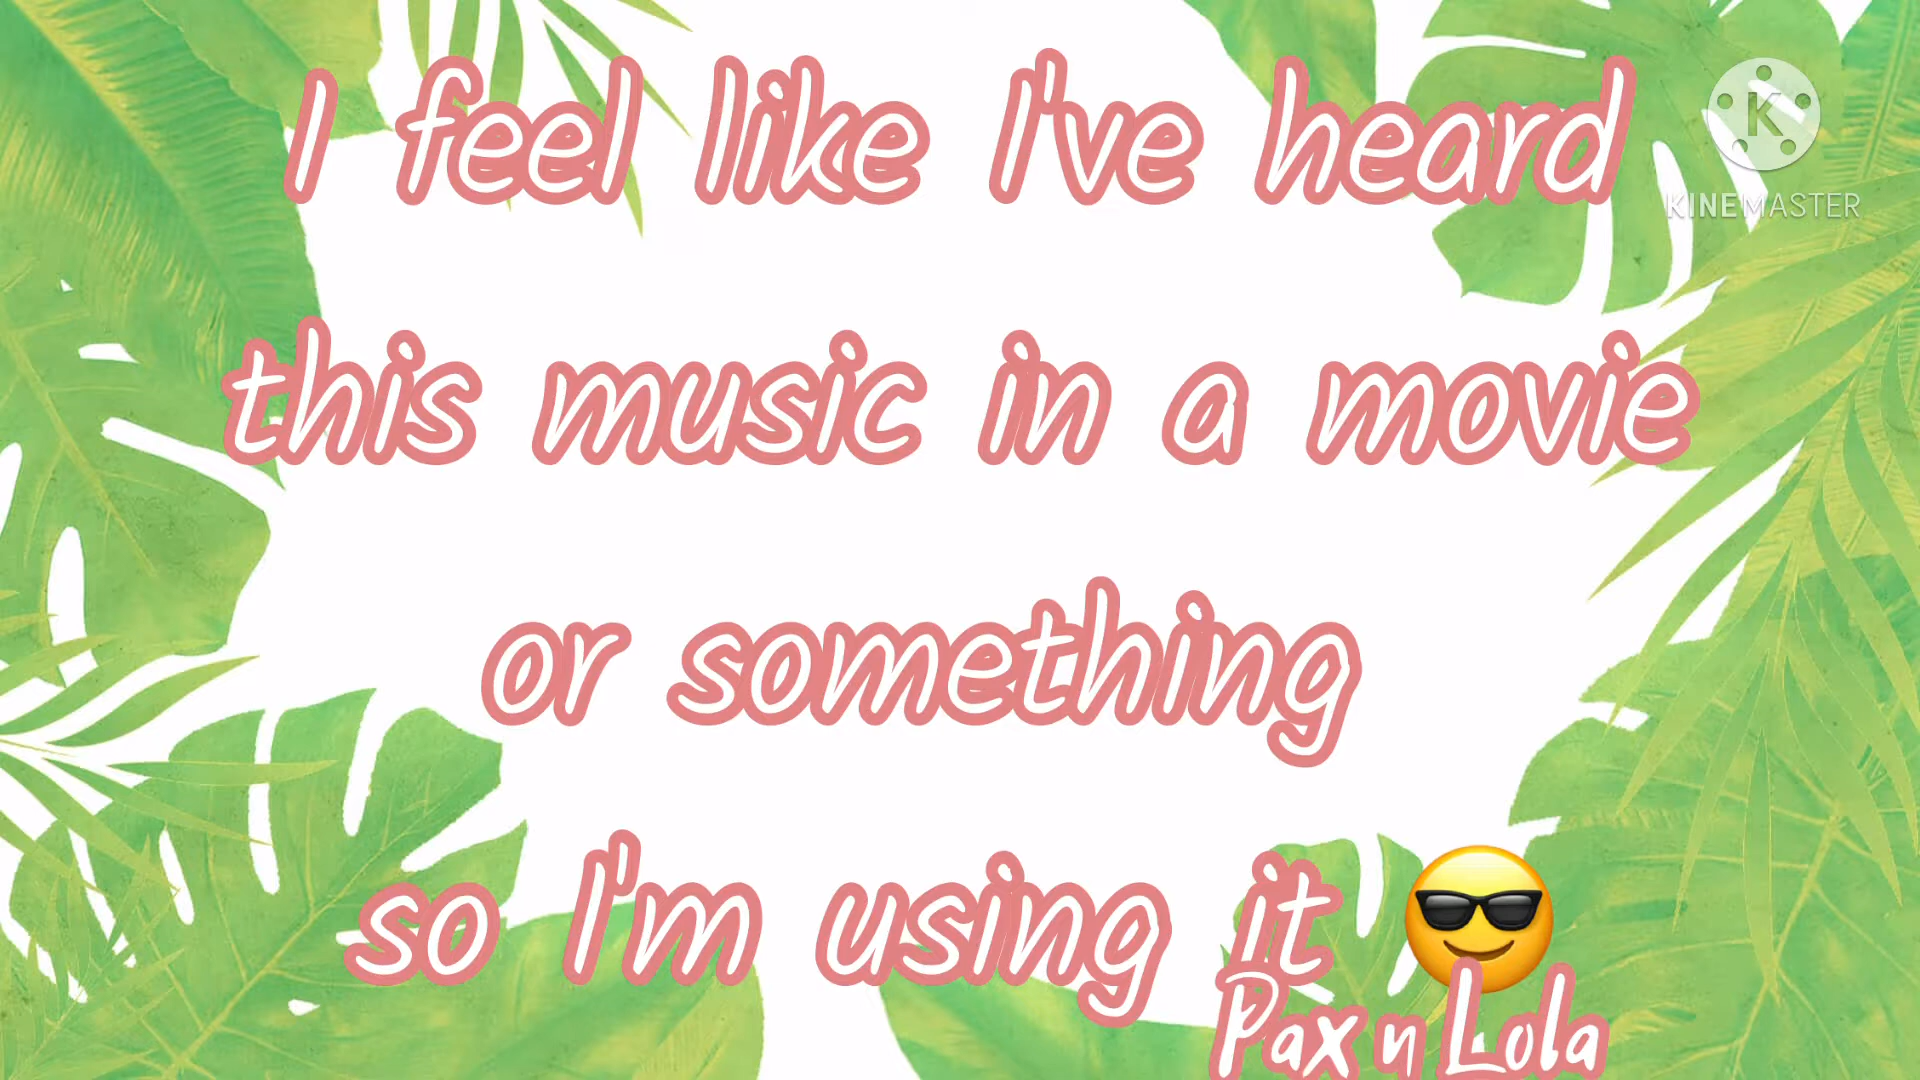 I feel like I've heard
KINEMASTER
this music in a movie
or something
so I'm using it 😎
Pax n Lola